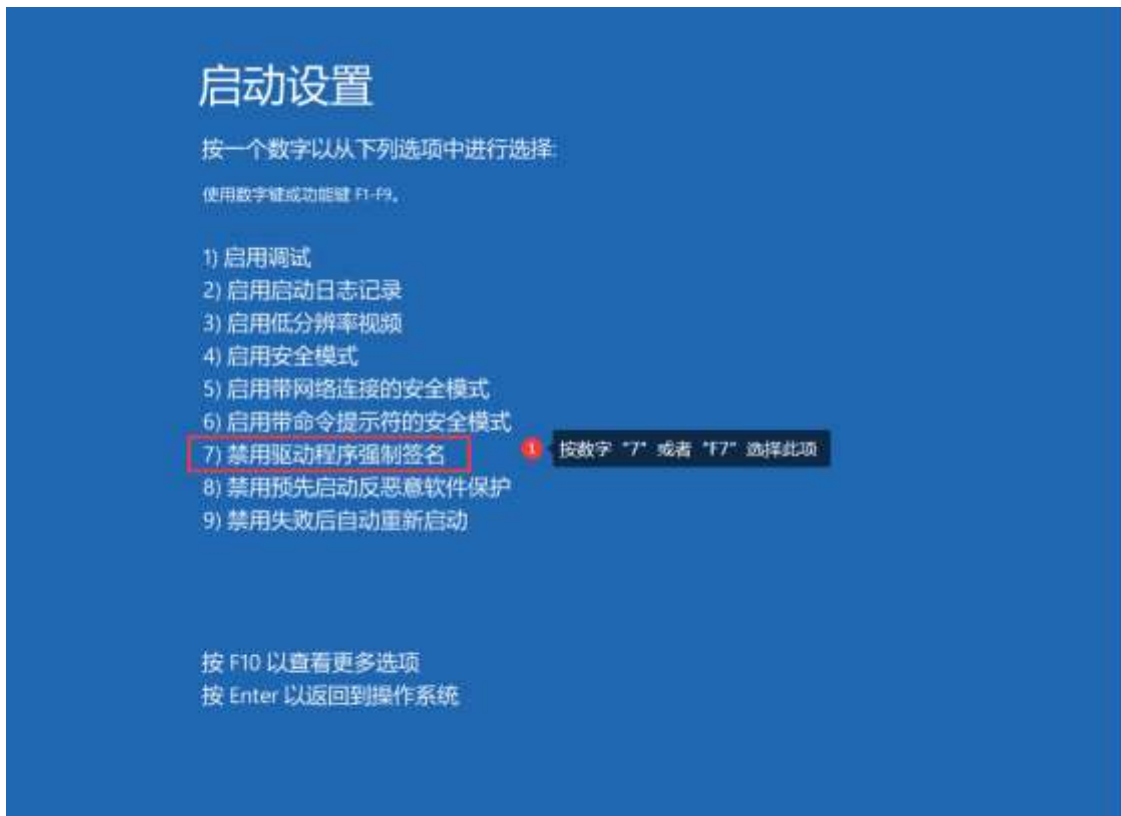 启动设置
按一个数字以从下列选项中进行选择:
使用数字键或功能键 F1-F9。
1) 启用调试
2) 启用启动日志记录
3) 启用低分辨率视频
4) 启用安全模式
5) 启用带网络连接的安全模式
6) 启用带命令提示符的安全模式
7) 禁用驱动程序强制签名
1 按数字 "7" 或者 "F7" 选择此项
8) 禁用预先启动反恶意软件保护
9) 禁用失败后自动重新启动
按 F10 以查看更多选项
按 Enter 以返回到操作系统